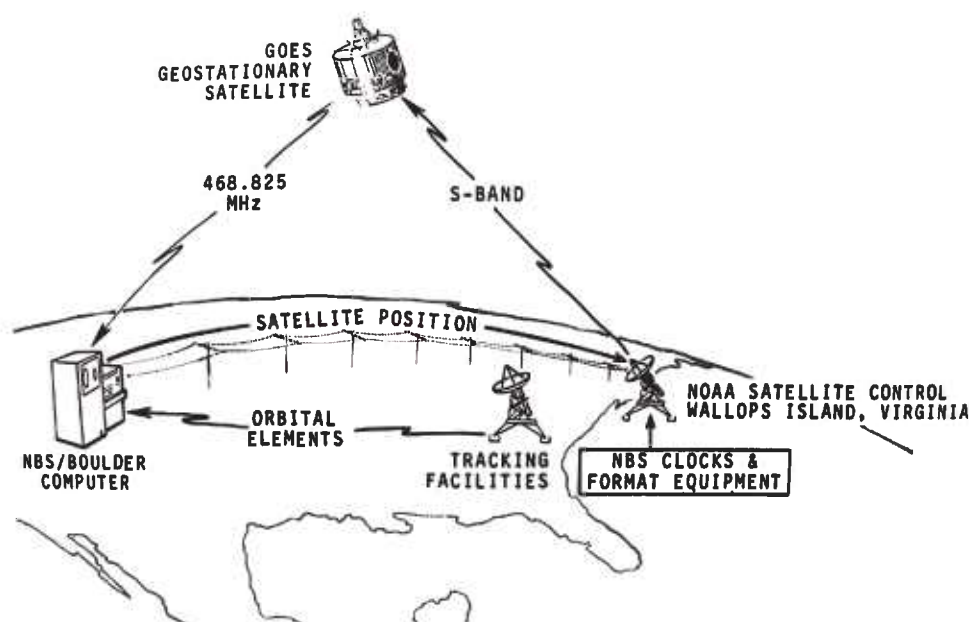 GOES
GEOSTATIONARY
SATELLITE
468.825
MHz
S-BAND
SATELLITE POSITION
NOAA SATELLITE CONTROL
WALLOPS ISLAND, VIRGINIA
ORBITAL
ELEMENTS
NBS/BOULDER
COMPUTER
TRACKING
FACILITIES
NBS CLOCKS &
FORMAT EQUIPMENT